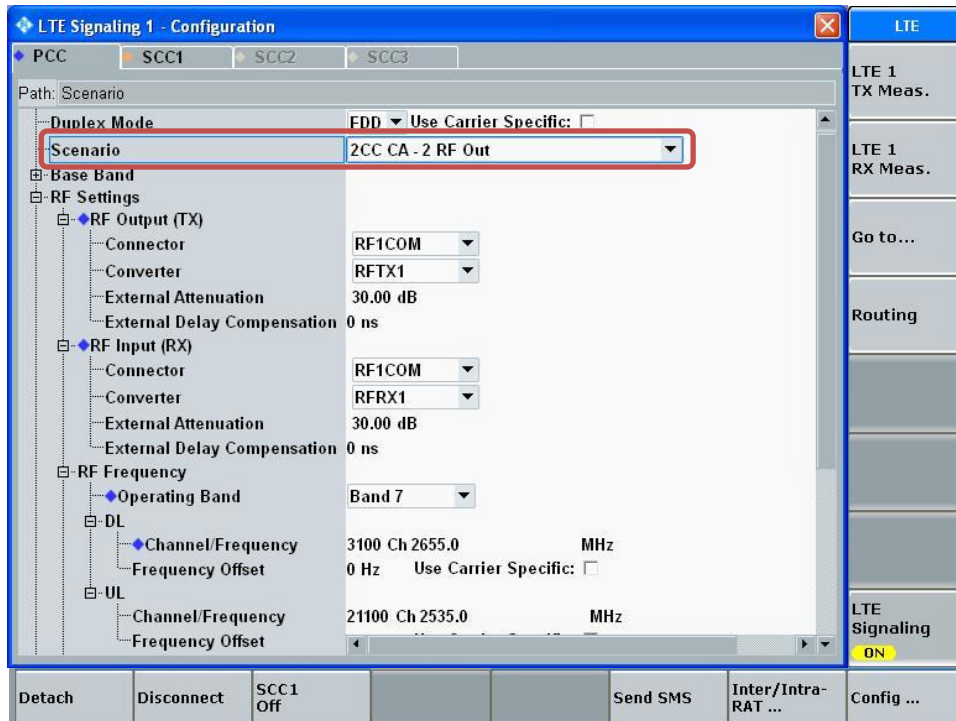 LTE Signaling 1 - Configuration
PCC SCC1 SCC2 SCC3
Path: Scenario
Duplex Mode FDD Use Carrier Specific:
Scenario 2CC CA - 2 RF Out
Base Band
RF Settings
RF Output (TX)
Connector RF1COM
Converter RFTX1
External Attenuation 30.00 dB
External Delay Compensation 0 ns
RF Input (RX)
Connector RF1COM
Converter RFRX1
External Attenuation 30.00 dB
External Delay Compensation 0 ns
RF Frequency
Operating Band Band 7
DL
Channel/Frequency 3100 Ch 2655.0 MHz
Frequency Offset 0 Hz Use Carrier Specific:
UL
Channel/Frequency 21100 Ch 2535.0 MHz
Frequency Offset
LTE
LTE 1
TX Meas.
LTE 1
RX Meas.
Go to...
Routing
LTE
Signaling
ON
Detach
Disconnect
SCC1
Off
Send SMS
Inter/Intra-
RAT ...
Config ...